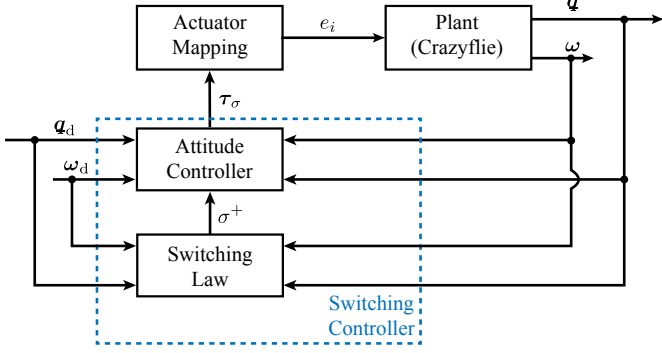 Actuator
Mapping
e_i
Plant
(Crazyflie)
q
ω
τ_σ
q_d
ω_d
Attitude
Controller
σ^+
Switching
Law
Switching
Controller